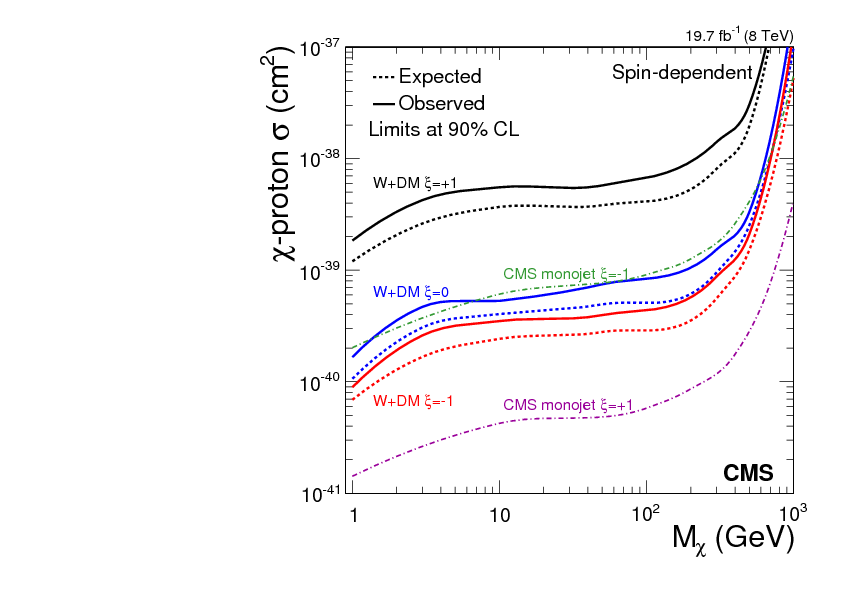 19.7 fb⁻¹ (8 TeV)
10⁻³⁷
Spin-dependent
Expected
Observed
Limits at 90% CL
χ-proton σ (cm²)
10⁻³⁸
W+DM ξ=+1
10⁻³⁹
CMS monojet ξ=-1
W+DM ξ=0
10⁻⁴⁰
W+DM ξ=-1
CMS monojet ξ=+1
CMS
10⁻⁴¹
1 10 10² 10³
Mχ (GeV)